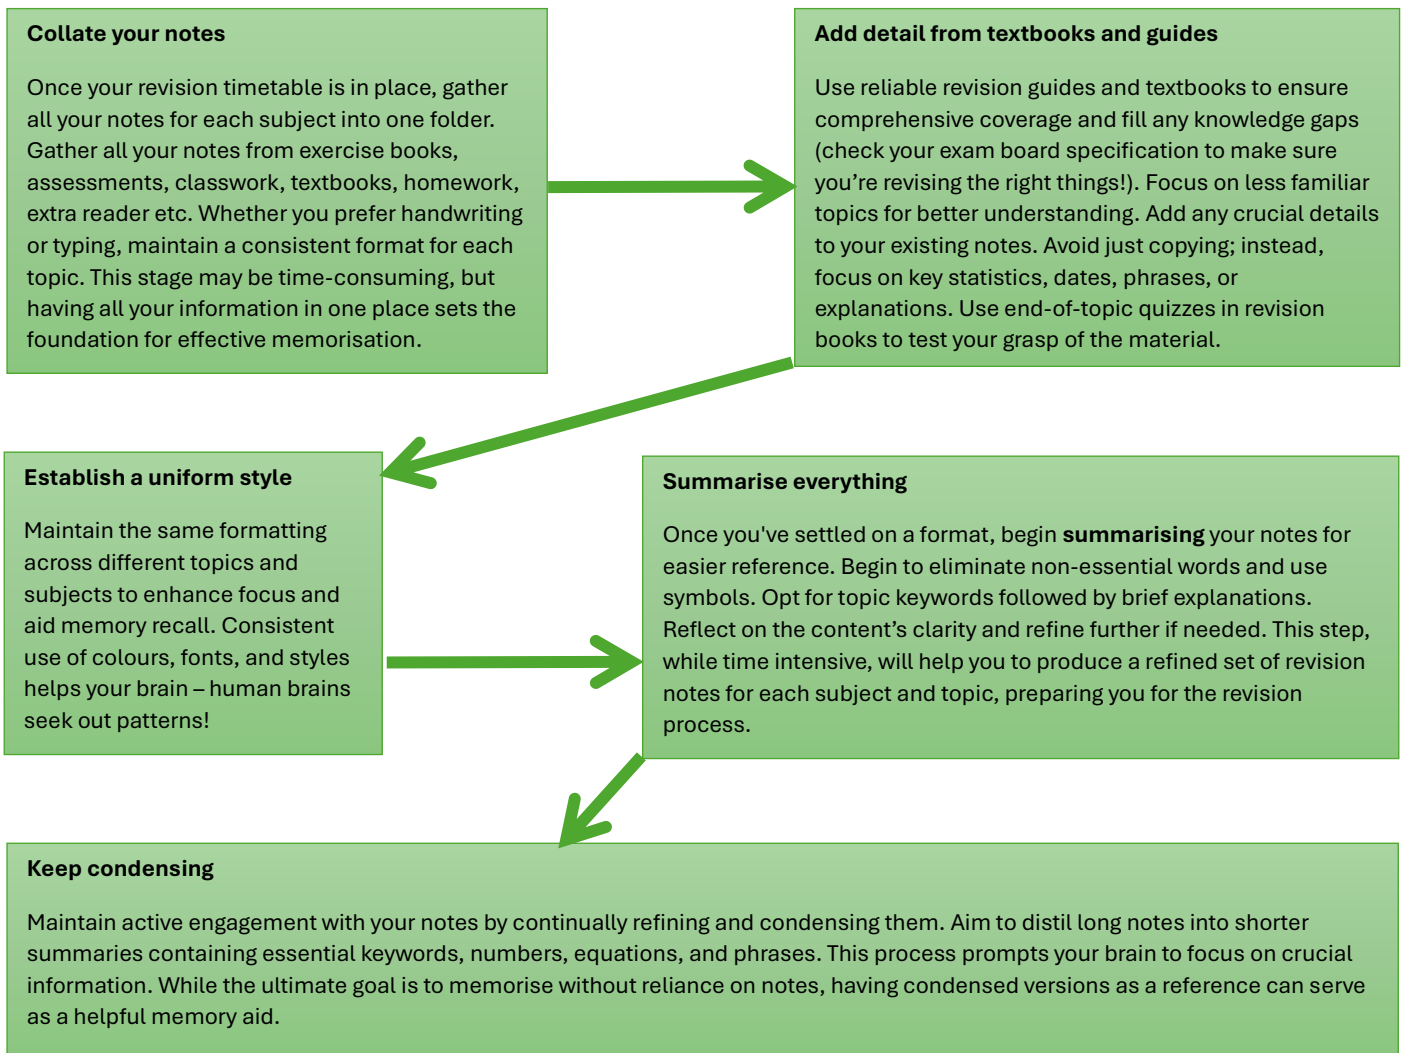 Collate your notes
Once your revision timetable is in place, gather
all your notes for each subject into one folder.
Gather all your notes from exercise books,
assessments, classwork, textbooks, homework,
extra reader etc. Whether you prefer handwriting
or typing, maintain a consistent format for each
topic. This stage may be time-consuming, but
having all your information in one place sets the
foundation for effective memorisation.
Add detail from textbooks and guides
Use reliable revision guides and textbooks to ensure
comprehensive coverage and fill any knowledge gaps
(check your exam board specification to make sure
you’re revising the right things!). Focus on less familiar
topics for better understanding. Add any crucial details
to your existing notes. Avoid just copying; instead,
focus on key statistics, dates, phrases, or
explanations. Use end-of-topic quizzes in revision
books to test your grasp of the material.
Establish a uniform style
Maintain the same formatting
across different topics and
subjects to enhance focus and
aid memory recall. Consistent
use of colours, fonts, and styles
helps your brain – human brains
seek out patterns!
Summarise everything
Once you've settled on a format, begin summarising your notes for
easier reference. Begin to eliminate non-essential words and use
symbols. Opt for topic keywords followed by brief explanations.
Reflect on the content’s clarity and refine further if needed. This step,
while time intensive, will help you to produce a refined set of revision
notes for each subject and topic, preparing you for the revision
process.
Keep condensing
Maintain active engagement with your notes by continually refining and condensing them. Aim to distil long notes into shorter
summaries containing essential keywords, numbers, equations, and phrases. This process prompts your brain to focus on crucial
information. While the ultimate goal is to memorise without reliance on notes, having condensed versions as a reference can serve
as a helpful memory aid.